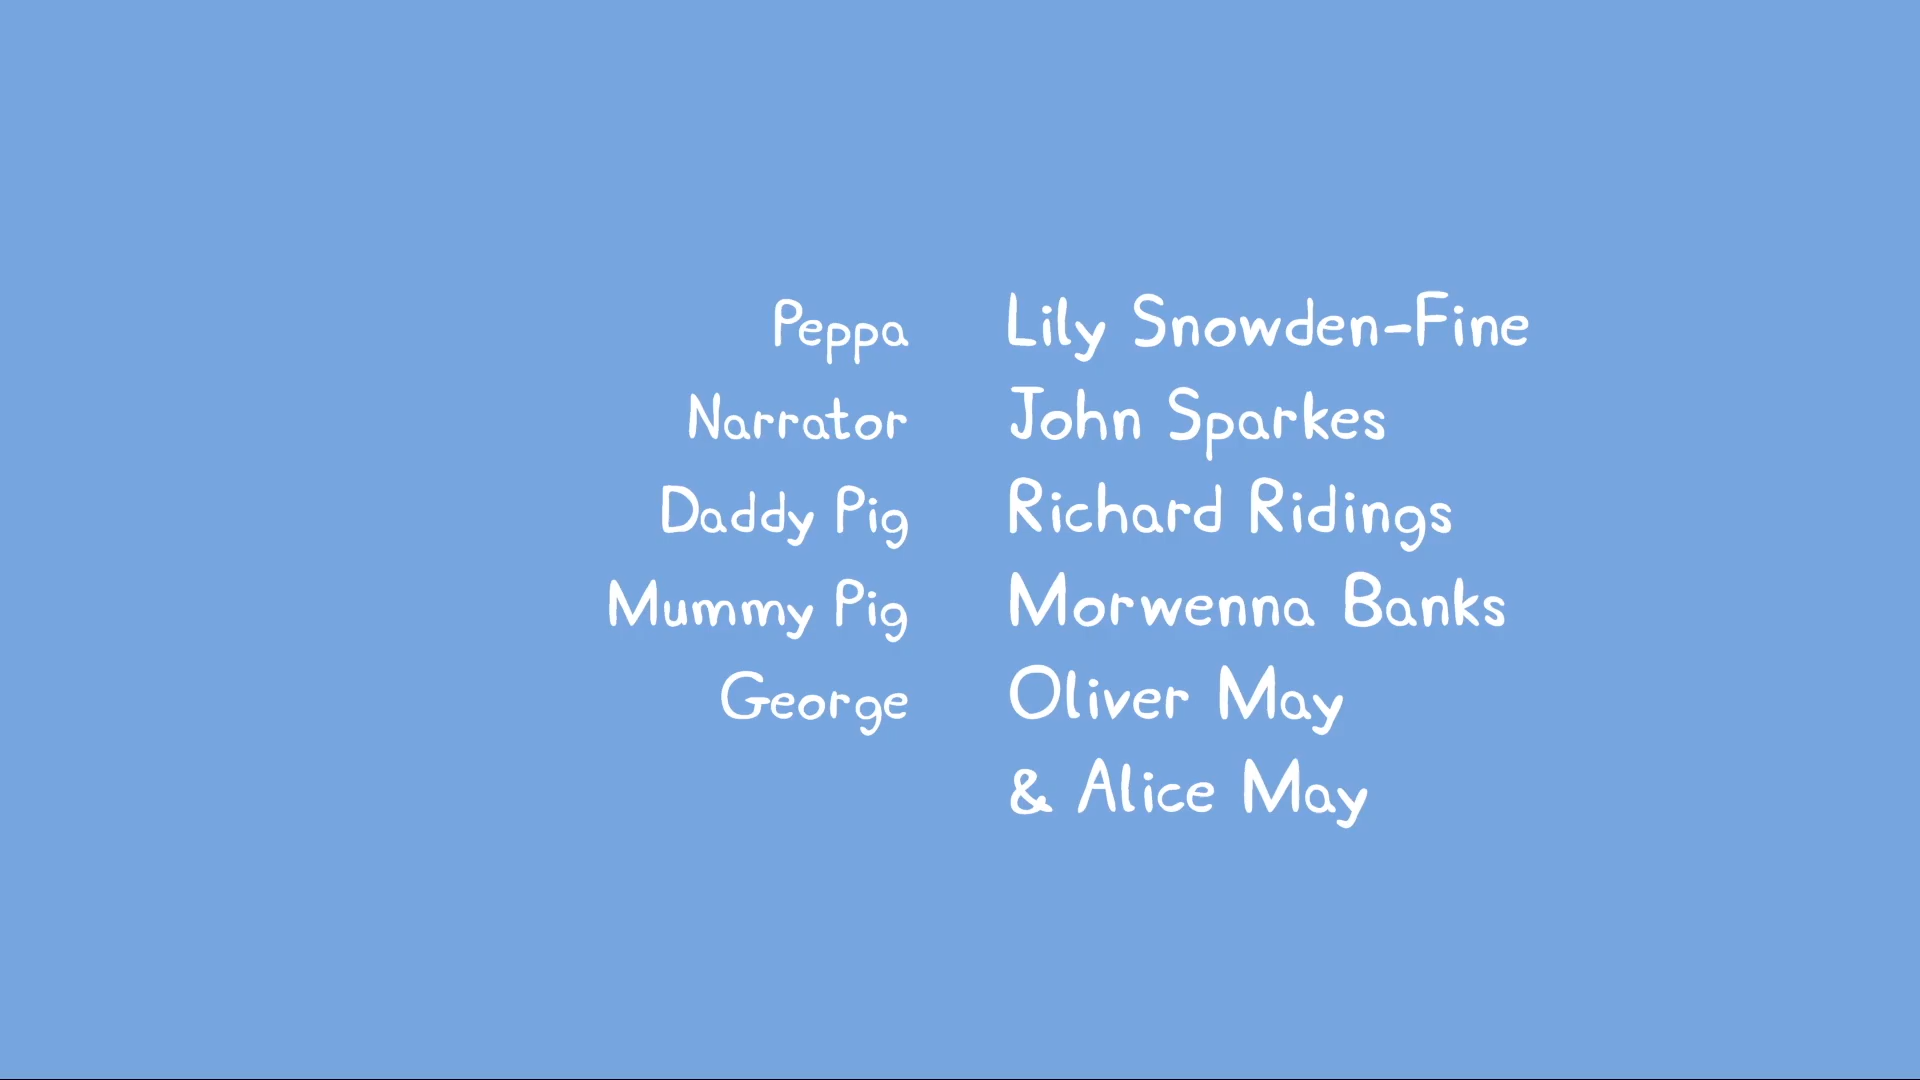 Peppa Lily Snowden-Fine
Narrator John Sparkes
Daddy Pig Richard Ridings
Mummy Pig Morwenna Banks
George Oliver May
& Alice May